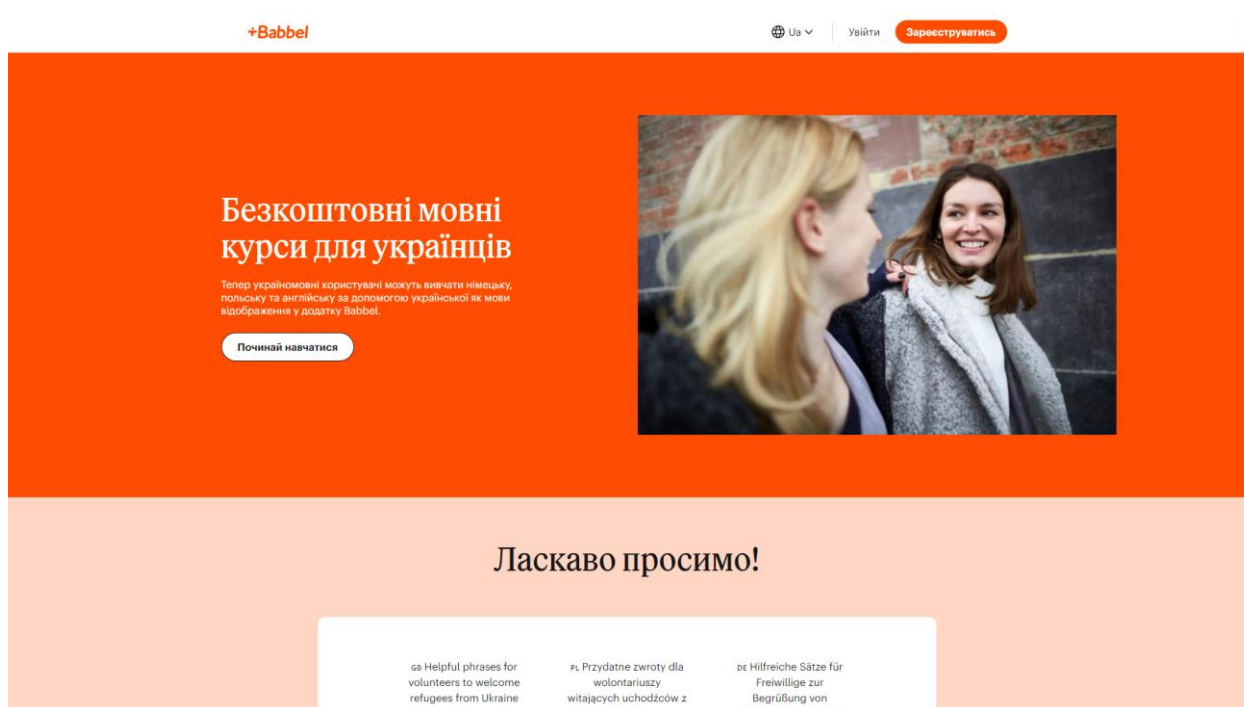 +Babbel
Ua
Увійти
Зареєструватись
Безкоштовні мовні
курси для українців
Тепер україномовні користувачі можуть вивчати німецьку,
польську та англійську за допомогою української як мови
відображення у додатку Babbel.
Починай навчатися
Ласкаво просимо!
GB Helpful phrases for
volunteers to welcome
refugees from Ukraine
PL Przydatne zwroty dla
wolontariuszy
witających uchodźców z
DE Hilfreiche Sätze für
Freiwillige zur
Begrüßung von